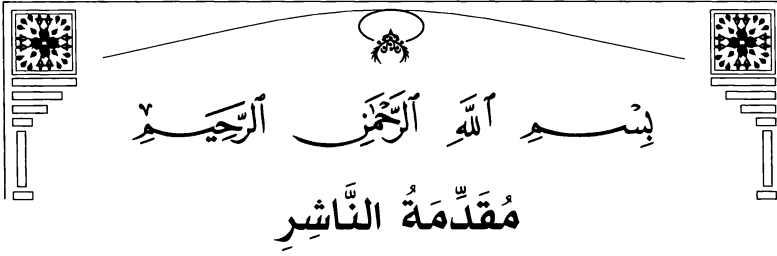 بِسْمِ ٱللَّهِ ٱلرَّحْمَٰنِ ٱلرَّحِيمِ
مُقَدِّمَةُ النَّاشِرِ